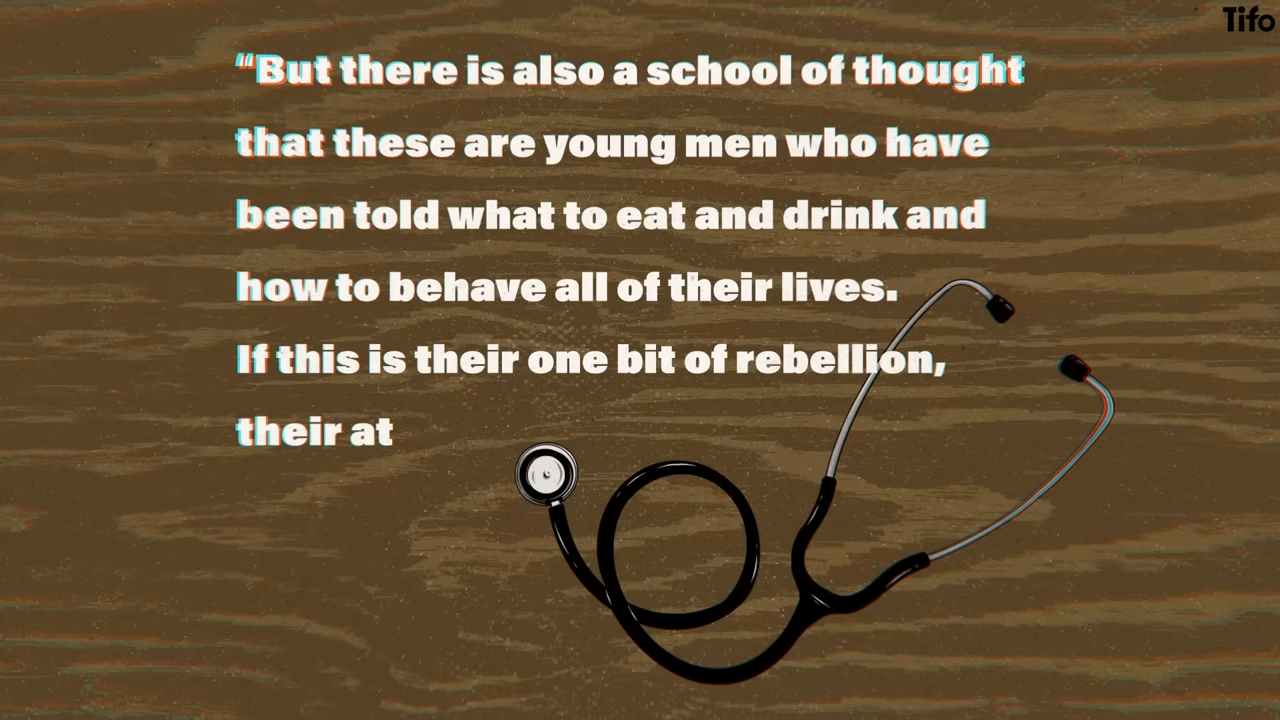 Tifo
“But there is also a school of thought
that these are young men who have
been told what to eat and drink and
how to behave all of their lives.
If this is their one bit of rebellion,
their at